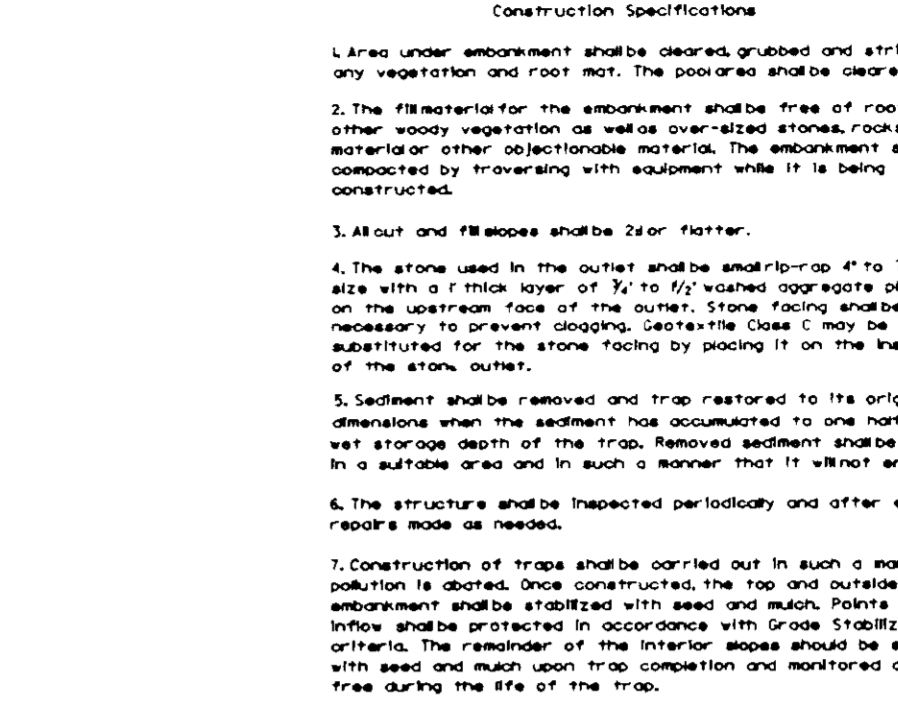 Construction Specifications
1. Area under embankment shall be cleared, grubbed and
any vegetation and root mat. The pool area shall be
2. The fill material for the embankment shall be free of
other woody vegetation as well as over-sized stones, rocks
material or other objectionable material. The embankment
compacted by traversing with equipment while it is being
constructed.
3. All cut and fill slopes shall be 2:1 or flatter.
4. The stone used in the outlet shall be small rip-rap 4" to
size with a 1' thick layer of ¾" to 1/2" washed aggregate
on the upstream face of the outlet. Stone facing shall be
necessary to prevent clogging. Geotextile Class C may be
substituted for the stone facing by placing it on the
of the stone outlet.
5. Sediment shall be removed and trap restored to its
dimensions when the sediment has accumulated to one half
wet storage depth of the trap. Removed sediment shall be
in a suitable area and in such a manner that it will not
6. The structure shall be inspected periodically and after
repairs made as needed.
7. Construction of traps shall be carried out in such a
pollution is abated. Once constructed, the top and outside
embankment shall be stabilized with seed and mulch. Points
inflow shall be protected in accordance with Grade
criteria. The remainder of the interior slopes should be
with seed and mulch upon trap completion and monitored
free during the life of the trap.